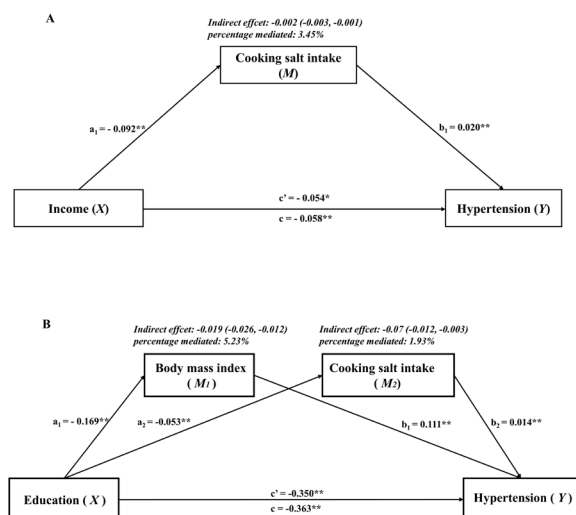 A
Indirect effcet: -0.002 (-0.003, -0.001)
percentage mediated: 3.45%
Cooking salt intake
(M)
a1 = - 0.092**
b1 = 0.020**
Income (X)
c' = - 0.054*
c = - 0.058**
Hypertension (Y)
B
Indirect effcet: -0.019 (-0.026, -0.012)
percentage mediated: 5.23%
Indirect effcet: -0.07 (-0.012, -0.003)
percentage mediated: 1.93%
Body mass index
( M1 )
Cooking salt intake
( M2 )
a1 = - 0.169**
a2 = -0.053**
b1 = 0.111**
b2 = 0.014**
Education ( X )
c' = -0.350**
c = -0.363**
Hypertension ( Y )